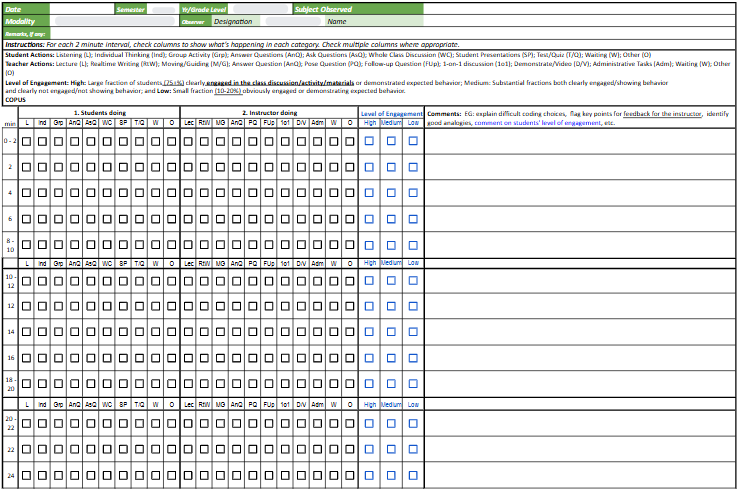 Date Semester Yr/Grade Level Subject Observed
Modality Observer Designation Name
Remarks, if any:
Instructions: For each 2 minute interval, check columns to show what's happening in each category. Check multiple columns where appropriate.
Student Actions: Listening (L); Individual Thinking (Ind); Group Activity (Grp); Answer Questions (AnQ); Ask Questions (AsQ); Whole Class Discussion (WC); Student Presentations (SP); Test/Quiz (T/Q); Waiting (W); Other (O)
Teacher Actions: Lecture (L); Realtime Writing (RtW); Moving/Guiding (M/G); Answer Question (AnQ); Pose Question (PQ); Follow-up Question (FUp); 1-on-1 discussion (1o1); Demonstrate/Video (D/V); Administrative Tasks (Adm); Waiting (W); Other
(O)
Level of Engagement: High: Large fraction of students (75+%) clearly engaged in the class discussion/activity/materials or demonstrated expected behavior; Medium: Substantial fractions both clearly engaged/showing behavior
and clearly not engaged/not showing behavior; and Low: Small fraction (10-20%) obviously engaged or demonstrating expected behavior.
COPUS
1. Students doing 2. Instructor doing Level of Engagement Comments: EG: explain difficult coding choices, flag key points for feedback for the instructor, identify
min L Ind Grp AnQ AsQ WC SP T/Q W O Lec RtW MG AnQ PQ FUp 1o1 D/V Adm W O High Medium Low good analogies, comment on students' level of engagement, etc.
0 - 2
2
4
6
8 -
10
L Ind Grp AnQ AsQ WC SP T/Q W O Lec RtW MG AnQ PQ FUp 1o1 D/V Adm W O High Medium Low
10 -
12
12
14
16
18 -
20
L Ind Grp AnQ AsQ WC SP T/Q W O Lec RtW MG AnQ PQ FUp 1o1 D/V Adm W O High Medium Low
20 -
22
22
24